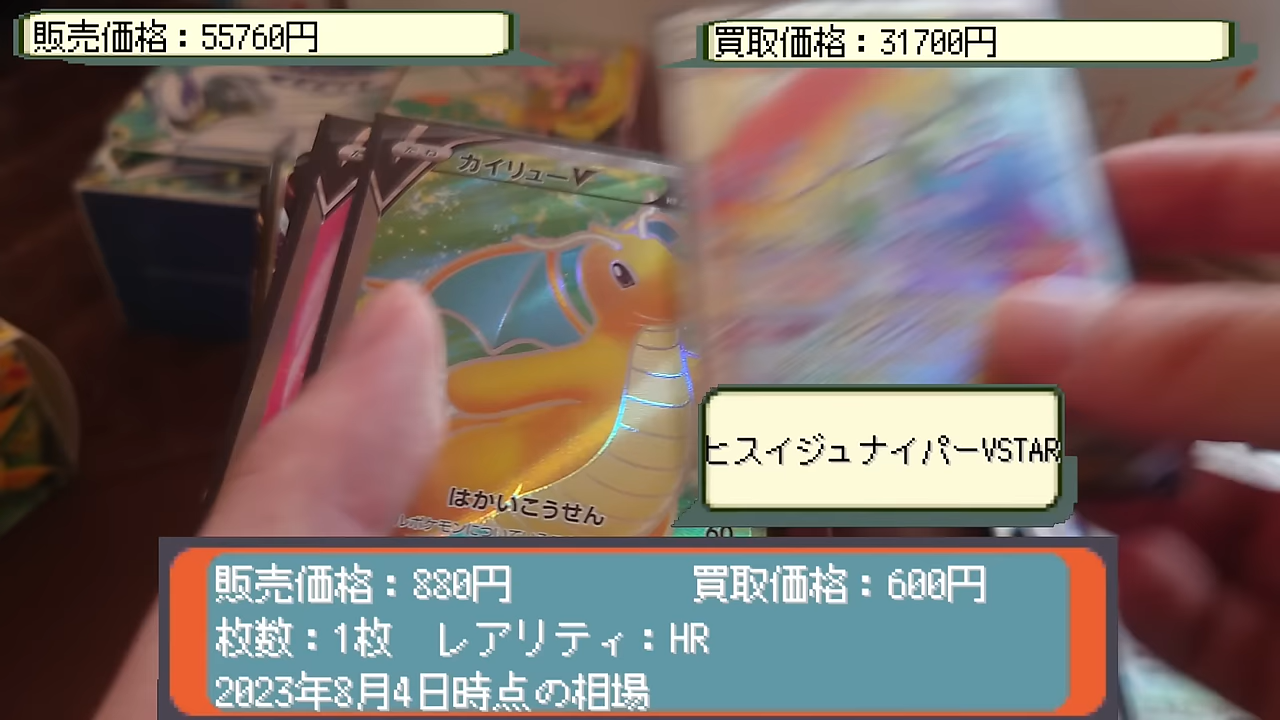 販売価格：55760円
買取価格：31700円
カイリューV
はかいこうせん
ヒスイジュナイパーVSTAR
60
販売価格：880円
買取価格：600円
枚数：1枚 レアリティ：HR
2023年8月4日時点の相場